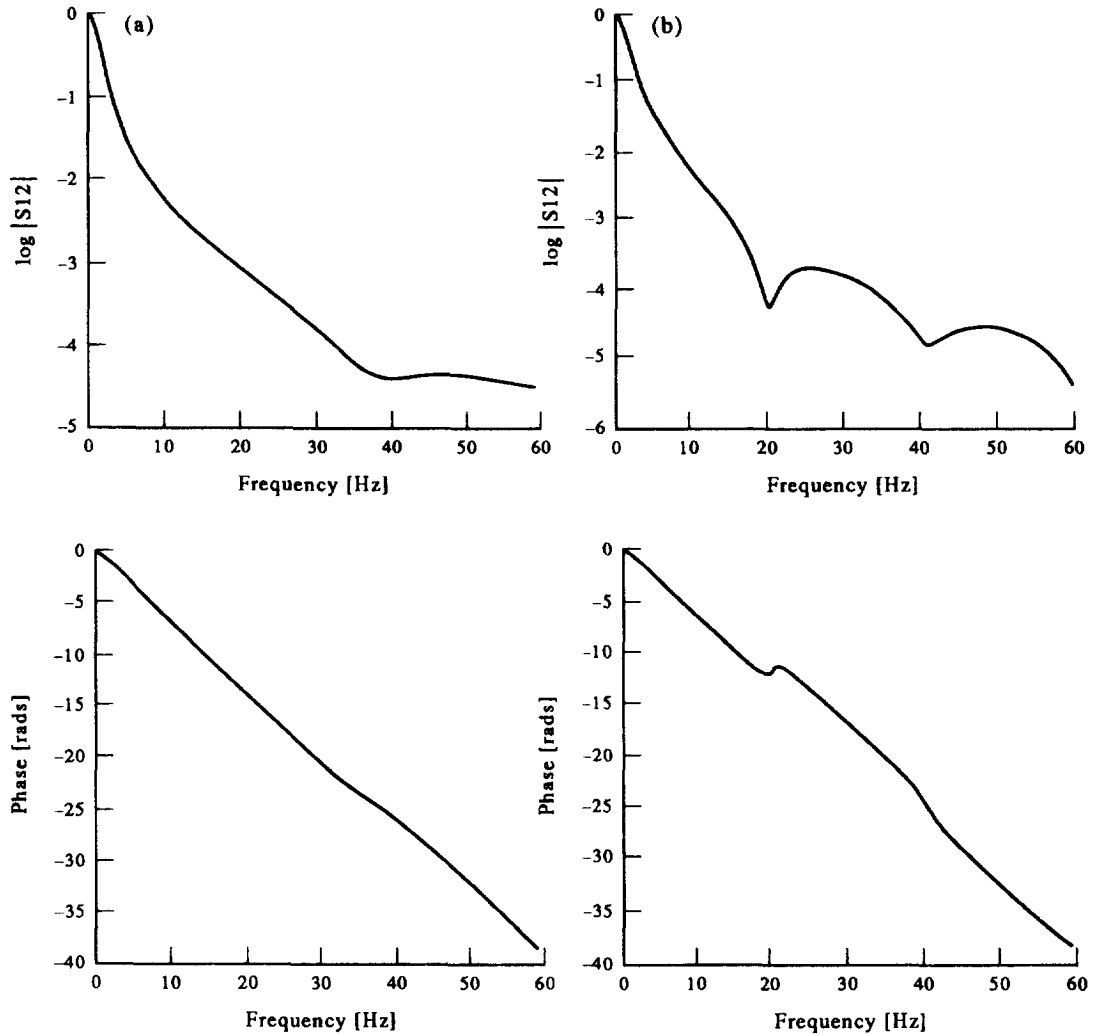 (a)
0
–1
–2
–3
–4
–5
log |S12|
0 10 20 30 40 50 60
Frequency [Hz]
(b)
0
–1
–2
–3
–4
–5
–6
log |S12|
0 10 20 30 40 50 60
Frequency [Hz]
0
–5
–10
–15
–20
–25
–30
–35
–40
Phase [rads]
0 10 20 30 40 50 60
Frequency [Hz]
0
–5
–10
–15
–20
–25
–30
–35
–40
Phase [rads]
0 10 20 30 40 50 60
Frequency [Hz]